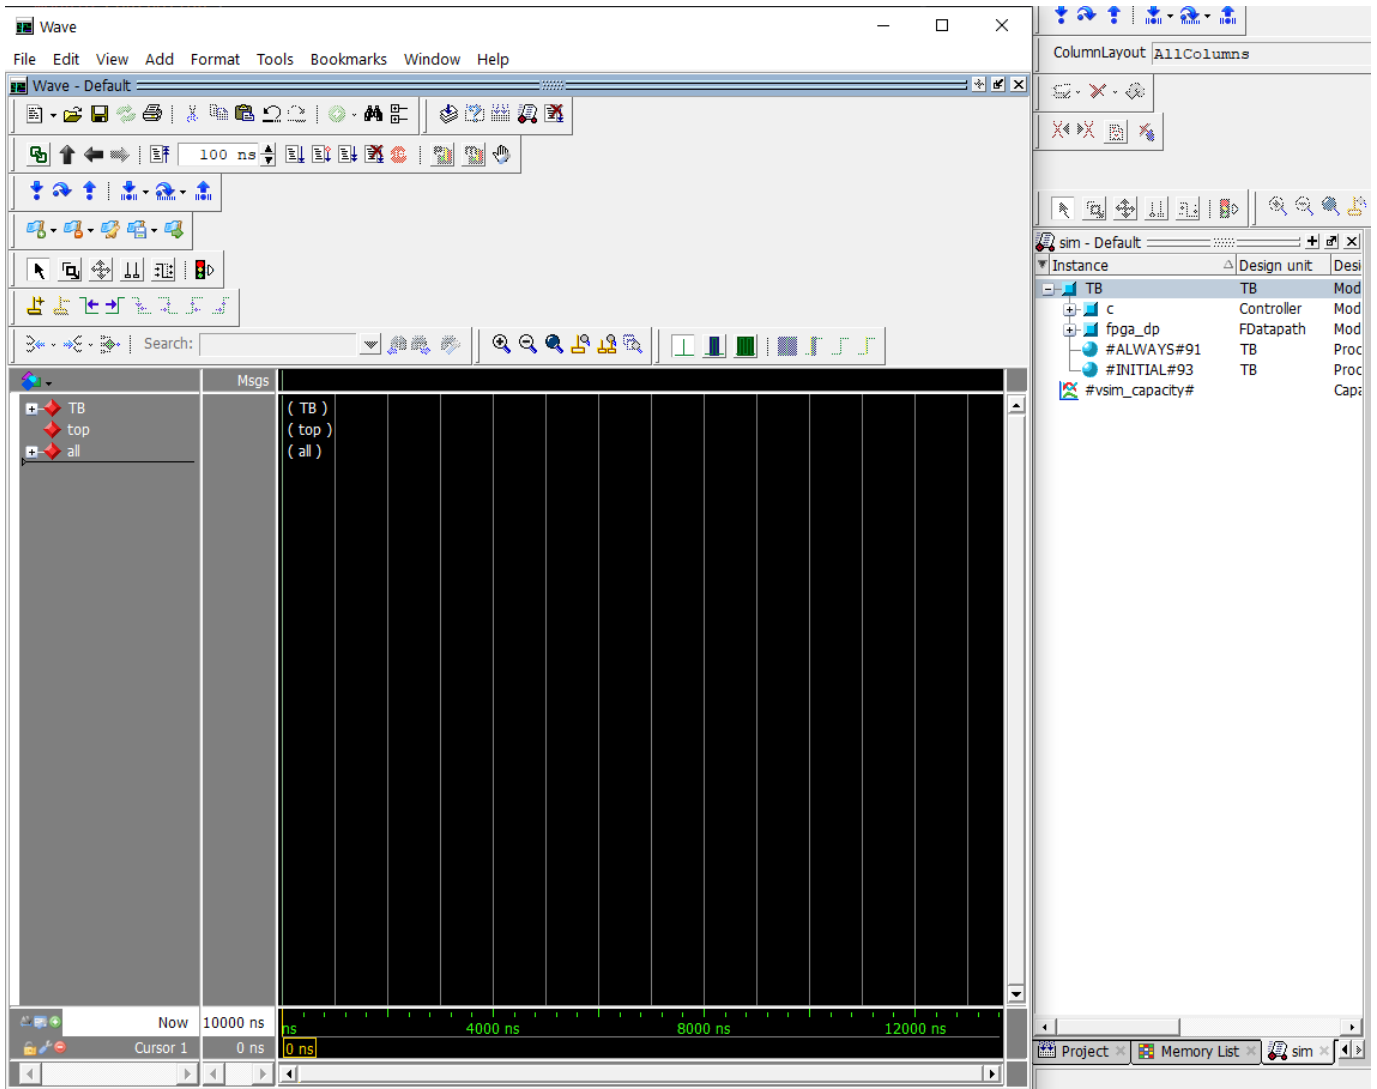 Wave
File Edit View Add Format Tools Bookmarks Window Help
Wave - Default
100 ns
Search:
Msgs
TB
top
all
( TB )
( top )
( all )
Now
10000 ns
ns
4000 ns
8000 ns
12000 ns
Cursor 1
0 ns
0 ns
ColumnLayout AllColumns
sim - Default
Instance Design unit Desi
TB TB Mod
c Controller Mod
fpga_dp FDatapath Mod
#ALWAYS#91 TB Proc
#INITIAL#93 TB Proc
#vsim_capacity# Capa
Project Memory List sim